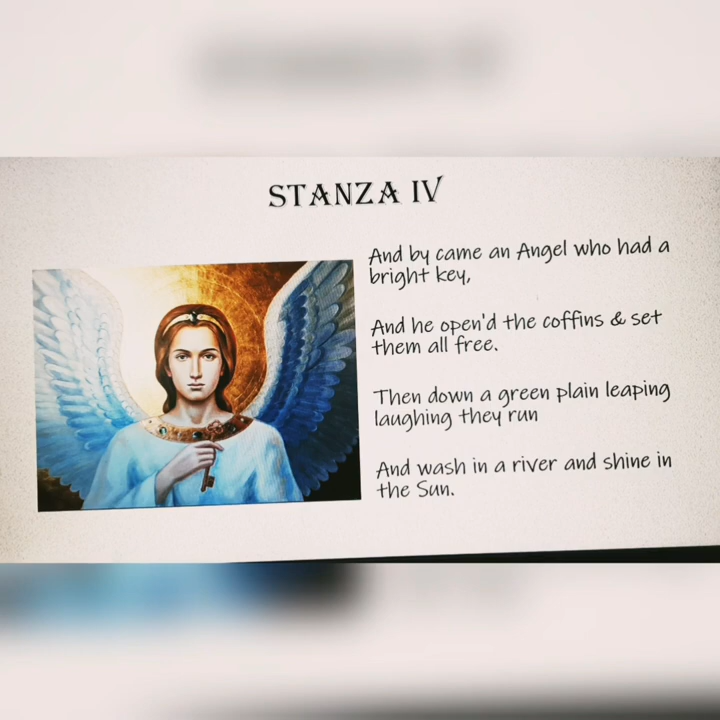 STANZA IV
And by came an Angel who had a
bright key,
And he open'd the coffins & set
them all free.
Then down a green plain leaping
laughing they run
And wash in a river and shine in
the Sun.